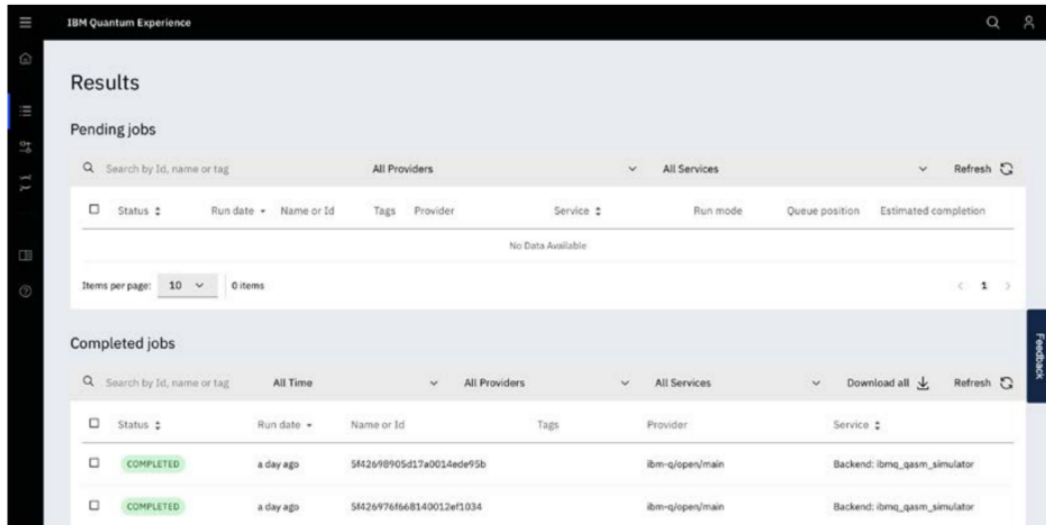 IBM Quantum Experience
Results
Pending jobs
Search by Id, name or tag All Providers All Services Refresh
Status Run date Name or Id Tags Provider Service Run mode Queue position Estimated completion
No Data Available
Items per page: 10 0 items 1
Feedback
Completed jobs
Search by Id, name or tag All Time All Providers All Services Download all Refresh
Status Run date Name or Id Tags Provider Service
COMPLETED a day ago 5f42698905d17a0014ede95b ibm-q/open/main Backend: ibmq_qasm_simulator
COMPLETED a day ago 5f426976f668140012ef1034 ibm-q/open/main Backend: ibmq_qasm_simulator